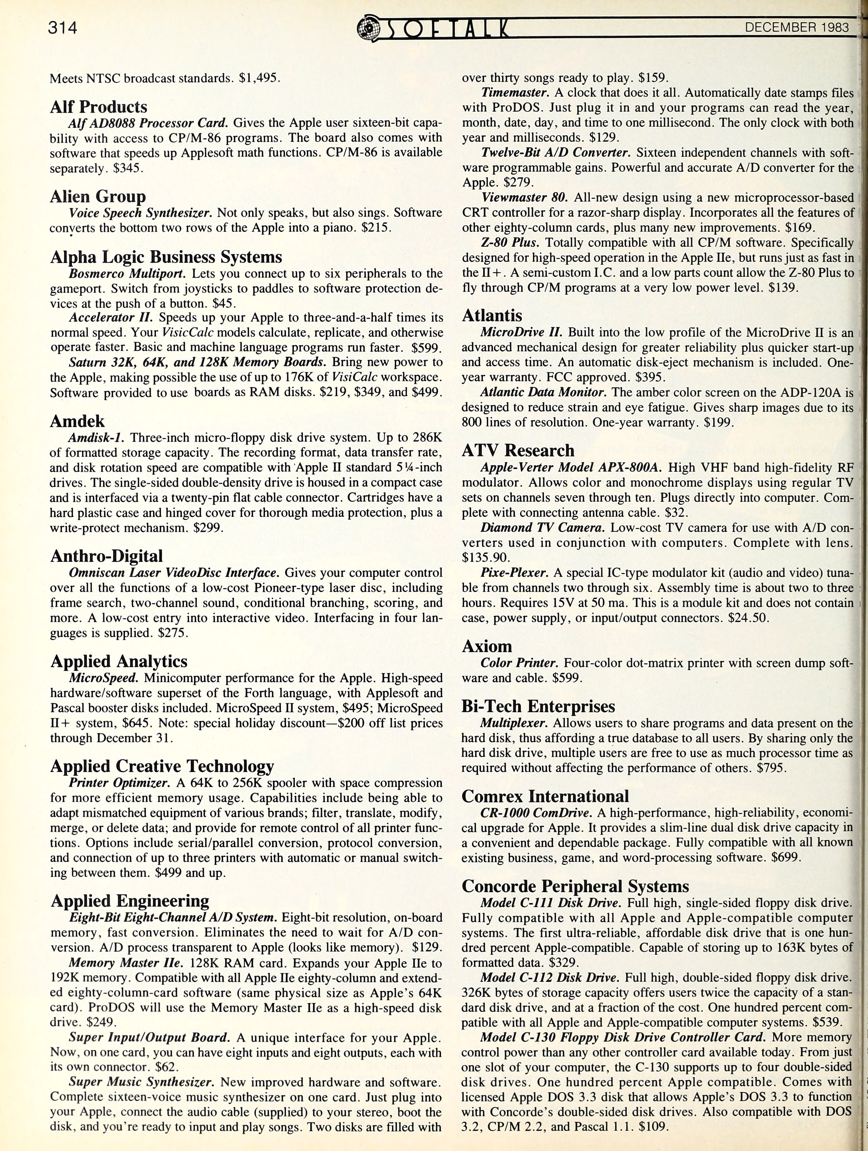 314
SOFTALK
DECEMBER 1983
Meets NTSC broadcast standards. $1,495.
Alf Products
Alf AD8088 Processor Card. Gives the Apple user sixteen-bit capa-
bility with access to CP/M-86 programs. The board also comes with
software that speeds up Applesoft math functions. CP/M-86 is available
separately. $345.
Alien Group
Voice Speech Synthesizer. Not only speaks, but also sings. Software
converts the bottom two rows of the Apple into a piano. $215.
Alpha Logic Business Systems
Bosmerco Multiport. Lets you connect up to six peripherals to the
gameport. Switch from joysticks to paddles to software protection de-
vices at the push of a button. $45.
Accelerator II. Speeds up your Apple to three-and-a-half times its
normal speed. Your VisicCalc models calculate, replicate, and otherwise
operate faster. Basic and machine language programs run faster. $599.
Saturn 32K, 64K, and 128K Memory Boards. Bring new power to
the Apple, making possible the use of up to 176K of VisiCalc workspace.
Software provided to use boards as RAM disks. $219, $349, and $499.
Amdek
Amdisk-1. Three-inch micro-floppy disk drive system. Up to 286K
of formatted storage capacity. The recording format, data transfer rate,
and disk rotation speed are compatible with Apple II standard 5¼-inch
drives. The single-sided double-density drive is housed in a compact case
and is interfaced via a twenty-pin flat cable connector. Cartridges have a
hard plastic case and hinged cover for thorough media protection, plus a
write-protect mechanism. $299.
Anthro-Digital
Omniscan Laser VideoDisc Interface. Gives your computer control
over all the functions of a low-cost Pioneer-type laser disc, including
frame search, two-channel sound, conditional branching, scoring, and
more. A low-cost entry into interactive video. Interfacing in four lan-
guages is supplied. $275.
Applied Analytics
MicroSpeed. Minicomputer performance for the Apple. High-speed
hardware/software superset of the Forth language, with Applesoft and
Pascal booster disks included. MicroSpeed II system, $495; MicroSpeed
II+ system, $645. Note: special holiday discount—$200 off list prices
through December 31.
Applied Creative Technology
Printer Optimizer. A 64K to 256K spooler with space compression
for more efficient memory usage. Capabilities include being able to
adapt mismatched equipment of various brands; filter, translate, modify,
merge, or delete data; and provide for remote control of all printer func-
tions. Options include serial/parallel conversion, protocol conversion,
and connection of up to three printers with automatic or manual switch-
ing between them. $499 and up.
Applied Engineering
Eight-Bit Eight-Channel A/D System. Eight-bit resolution, on-board
memory, fast conversion. Eliminates the need to wait for A/D con-
version. A/D process transparent to Apple (looks like memory). $129.
Memory Master IIe. 128K RAM card. Expands your Apple IIe to
192K memory. Compatible with all Apple IIe eighty-column and extend-
ed eighty-column-card software (same physical size as Apple's 64K
card). ProDOS will use the Memory Master IIe as a high-speed disk
drive. $249.
Super Input/Output Board. A unique interface for your Apple.
Now, on one card, you can have eight inputs and eight outputs, each with
its own connector. $62.
Super Music Synthesizer. New improved hardware and software.
Complete sixteen-voice music synthesizer on one card. Just plug into
your Apple, connect the audio cable (supplied) to your stereo, boot the
disk, and you're ready to input and play songs. Two disks are filled with
over thirty songs ready to play. $159.
Timemaster. A clock that does it all. Automatically date stamps files
with ProDOS. Just plug it in and your programs can read the year,
month, date, day, and time to one millisecond. The only clock with both
year and milliseconds. $129.
Twelve-Bit A/D Converter. Sixteen independent channels with soft-
ware programmable gains. Powerful and accurate A/D converter for the
Apple. $279.
Viewmaster 80. All-new design using a new microprocessor-based
CRT controller for a razor-sharp display. Incorporates all the features of
other eighty-column cards, plus many new improvements. $169.
Z-80 Plus. Totally compatible with all CP/M software. Specifically
designed for high-speed operation in the Apple IIe, but runs just as fast in
the II+. A semi-custom I.C. and a low parts count allow the Z-80 Plus to
fly through CP/M programs at a very low power level. $139.
Atlantis
MicroDrive II. Built into the low profile of the MicroDrive II is an
advanced mechanical design for greater reliability plus quicker start-up
and access time. An automatic disk-eject mechanism is included. One-
year warranty. FCC approved. $395.
Atlantic Data Monitor. The amber color screen on the ADP-120A is
designed to reduce strain and eye fatigue. Gives sharp images due to its
800 lines of resolution. One-year warranty. $199.
ATV Research
Apple-Verter Model APX-800A. High VHF band high-fidelity RF
modulator. Allows color and monochrome displays using regular TV
sets on channels seven through ten. Plugs directly into computer. Com-
plete with connecting antenna cable. $32.
Diamond TV Camera. Low-cost TV camera for use with A/D con-
verters used in conjunction with computers. Complete with lens.
$135.90.
Pixe-Plexer. A special IC-type modulator kit (audio and video) tuna-
ble from channels two through six. Assembly time is about two to three
hours. Requires 15V at 50 ma. This is a module kit and does not contain
case, power supply, or input/output connectors. $24.50.
Axiom
Color Printer. Four-color dot-matrix printer with screen dump soft-
ware and cable. $599.
Bi-Tech Enterprises
Multiplexer. Allows users to share programs and data present on the
hard disk, thus affording a true database to all users. By sharing only the
hard disk drive, multiple users are free to use as much processor time as
required without affecting the performance of others. $795.
Comrex International
CR-1000 ComDrive. A high-performance, high-reliability, economi-
cal upgrade for Apple. It provides a slim-line dual disk drive capacity in
a convenient and dependable package. Fully compatible with all known
existing business, game, and word-processing software. $699.
Concorde Peripheral Systems
Model C-111 Disk Drive. Full high, single-sided floppy disk drive.
Fully compatible with all Apple and Apple-compatible computer
systems. The first ultra-reliable, affordable disk drive that is one hun-
dred percent Apple-compatible. Capable of storing up to 163K bytes of
formatted data. $329.
Model C-112 Disk Drive. Full high, double-sided floppy disk drive.
326K bytes of storage capacity offers users twice the capacity of a stan-
dard disk drive, and at a fraction of the cost. One hundred percent com-
patible with all Apple and Apple-compatible computer systems. $539.
Model C-130 Floppy Disk Drive Controller Card. More memory
control power than any other controller card available today. From just
one slot of your computer, the C-130 supports up to four double-sided
disk drives. One hundred percent Apple compatible. Comes with
licensed Apple DOS 3.3 disk that allows Apple's DOS 3.3 to function
with Concorde's double-sided disk drives. Also compatible with DOS
3.2, CP/M 2.2, and Pascal 1.1. $109.